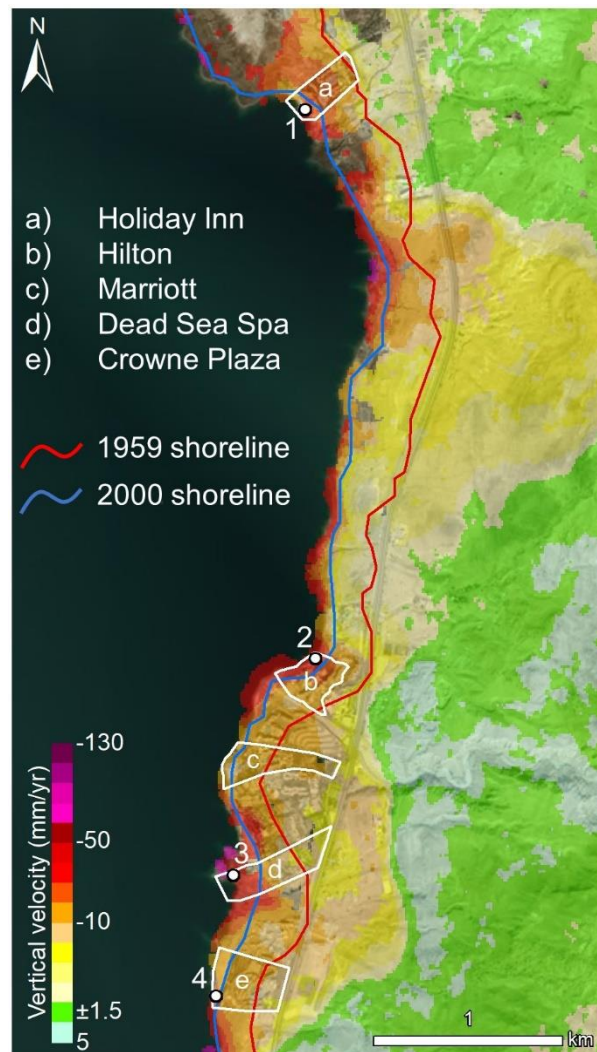 N
a
1
a) Holiday Inn
b) Hilton
c) Marriott
d) Dead Sea Spa
e) Crowne Plaza
1959 shoreline
2000 shoreline
2
b
c
3
d
4
e
Vertical velocity (mm/yr)
-130
-50
-10
±1.5
5
1
km